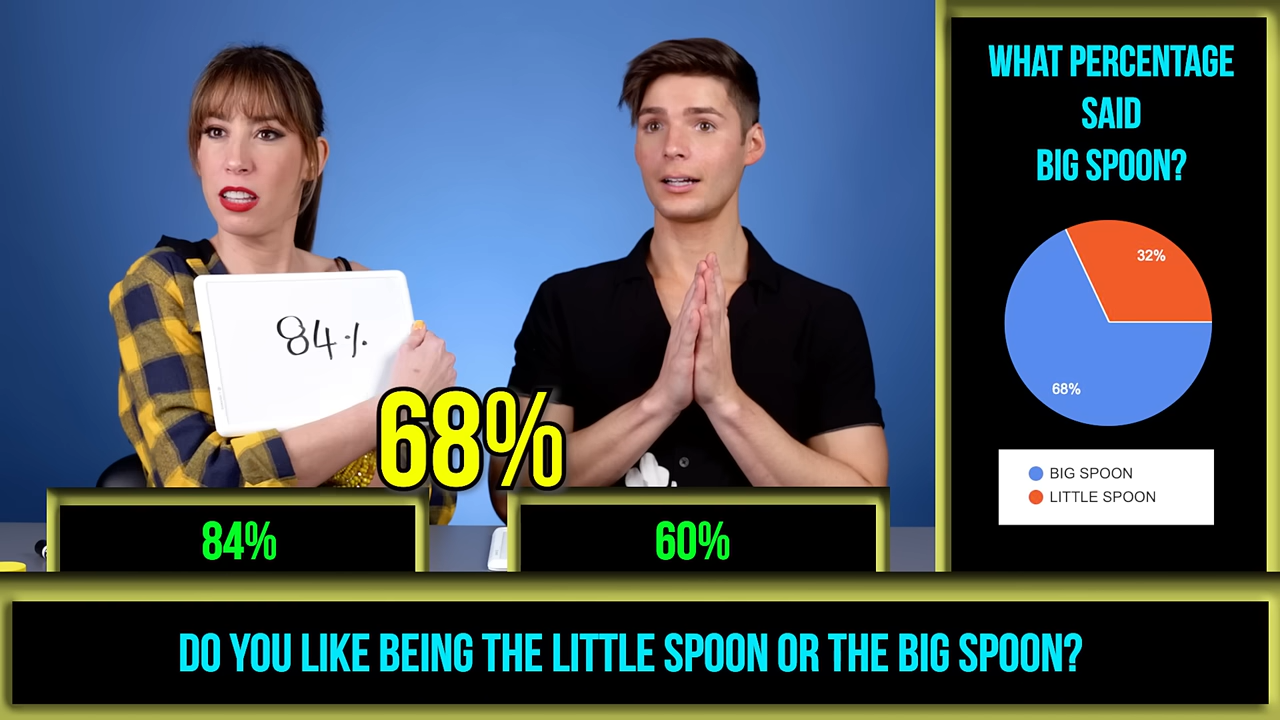 WHAT PERCENTAGE
SAID
BIG SPOON?
32%
68%
BIG SPOON
LITTLE SPOON
84%
68%
84%
60%
DO YOU LIKE BEING THE LITTLE SPOON OR THE BIG SPOON?